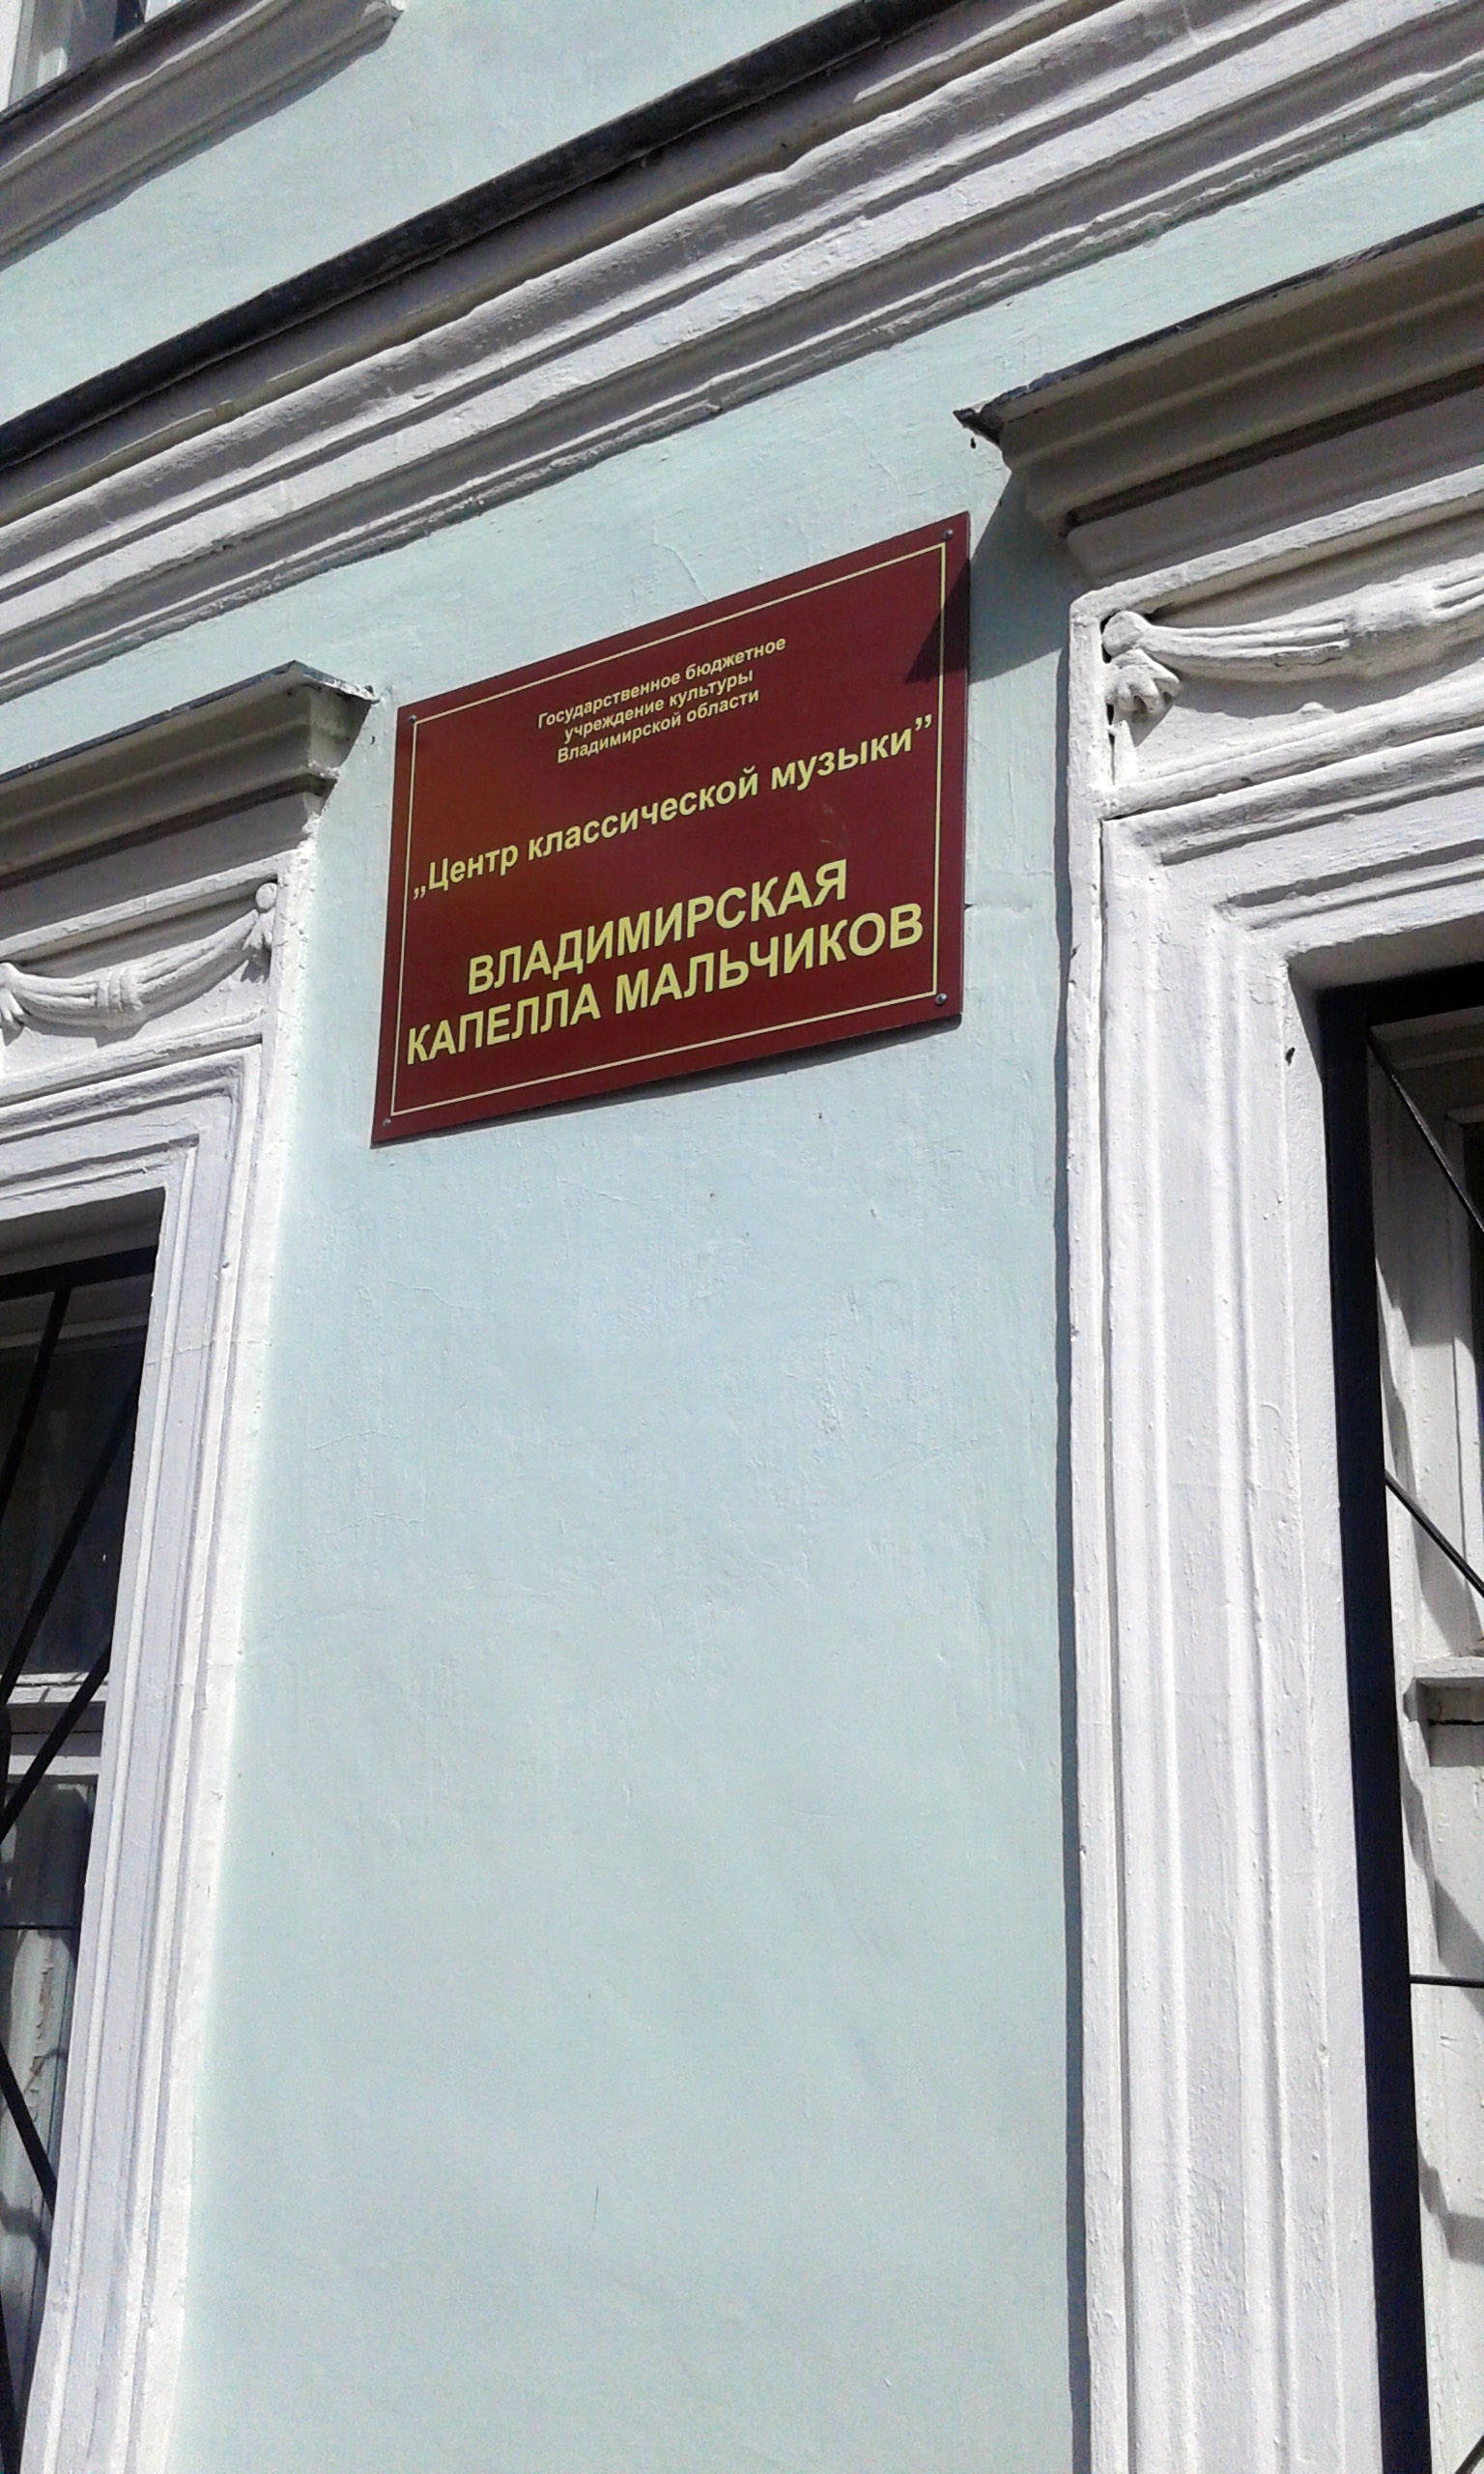 Государственное бюджетное
учреждение культуры
Владимирской области
„Центр классической музыки”
ВЛАДИМИРСКАЯ
КАПЕЛЛА МАЛЬЧИКОВ